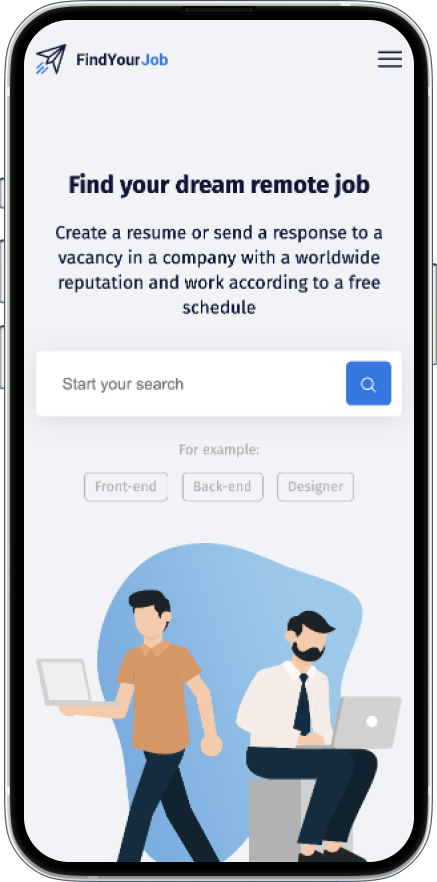 FindYourJob
Find your dream remote job
Create a resume or send a response to a
vacancy in a company with a worldwide
reputation and work according to a free
schedule
Start your search
For example:
Front-end Back-end Designer